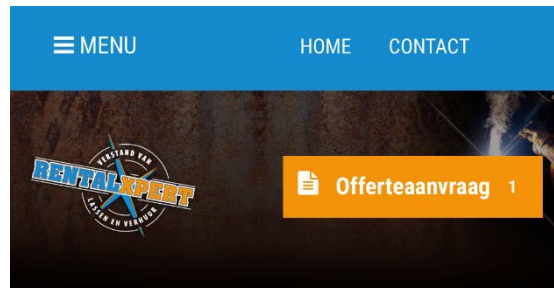 MENU
HOME
CONTACT
VERSTAND VAN
RENTALXPERT
LASSEN EN VERHUUR
Offerteaanvraag 1